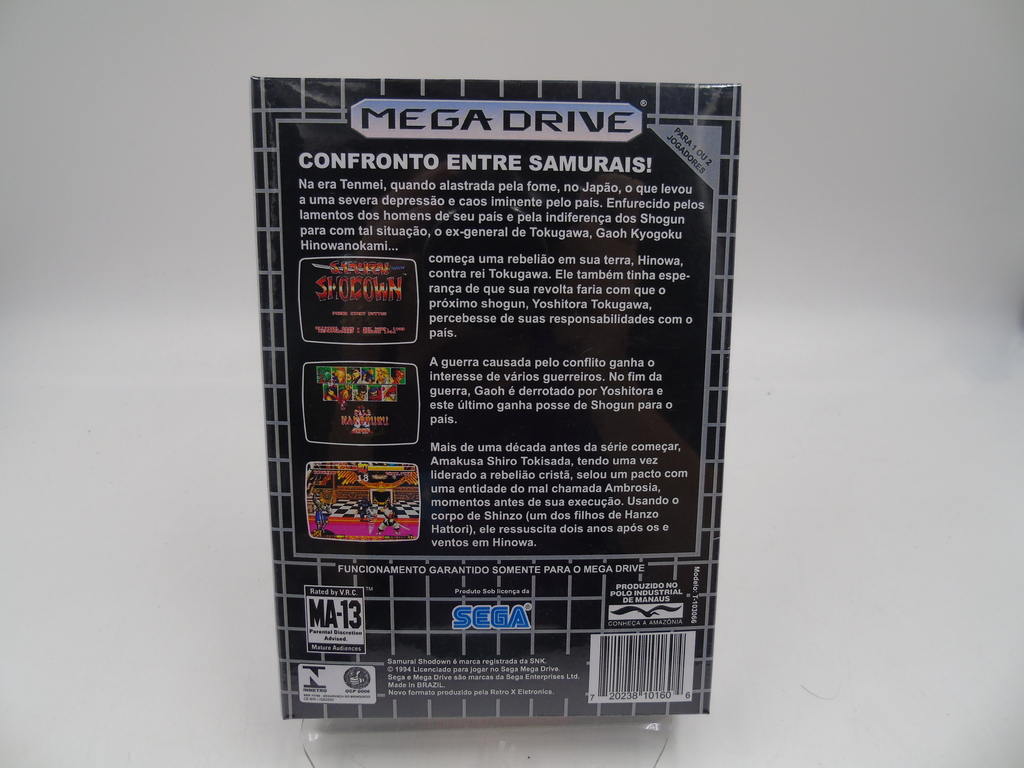 MEGA DRIVE®
PARA 1 OU 2
JOGADORES
CONFRONTO ENTRE SAMURAIS!
Na era Tenmei, quando alastrada pela fome, no Japão, o que levou
a uma severa depressão e caos iminente pelo país. Enfurecido pelos
lamentos dos homens de seu país e pela indiferença dos Shogun
para com tal situação, o ex-general de Tokugawa, Gaoh Kyogoku
Hinowanokami...
começa uma rebelião em sua terra, Hinowa,
contra rei Tokugawa. Ele também tinha espe-
rança de que sua revolta faria com que o
próximo shogun, Yoshitora Tokugawa,
percebesse de suas responsabilidades com o
país.
SAMURAI
SHODOWN
PRESS START BUTTON
A guerra causada pelo conflito ganha o
interesse de vários guerreiros. No fim da
guerra, Gaoh é derrotado por Yoshitora e
este último ganha posse de Shogun para o
país.
Mais de uma década antes da série começar,
Amakusa Shiro Tokisada, tendo uma vez
liderado a rebelião cristã, selou um pacto com
uma entidade do mal chamada Ambrosia,
momentos antes de sua execução. Usando o
corpo de Shinzo (um dos filhos de Hanzo
Hattori), ele ressuscita dois anos após os e
ventos em Hinowa.
FUNCIONAMENTO GARANTIDO SOMENTE PARA O MEGA DRIVE
Modelo: T-103066
Rated by V.R.C. ™
MA-13
Parental Discretion
Advised.
Mature Audiences
Produto Sob licença da
SEGA®
PRODUZIDO NO
POLO INDUSTRIAL
DE MANAUS
CONHEÇA A AMAZÔNIA
Samurai Shodown é marca registrada da SNK.
© 1994 Licenciado para jogar no Sega Mega Drive.
Sega e Mega Drive são marcas da Sega Enterprises Ltd.
Made in BRAZIL.
Novo formato produzido pela Retro X Eletronics.
N
INMETRO
OCP 0006
7 20238 10160 6